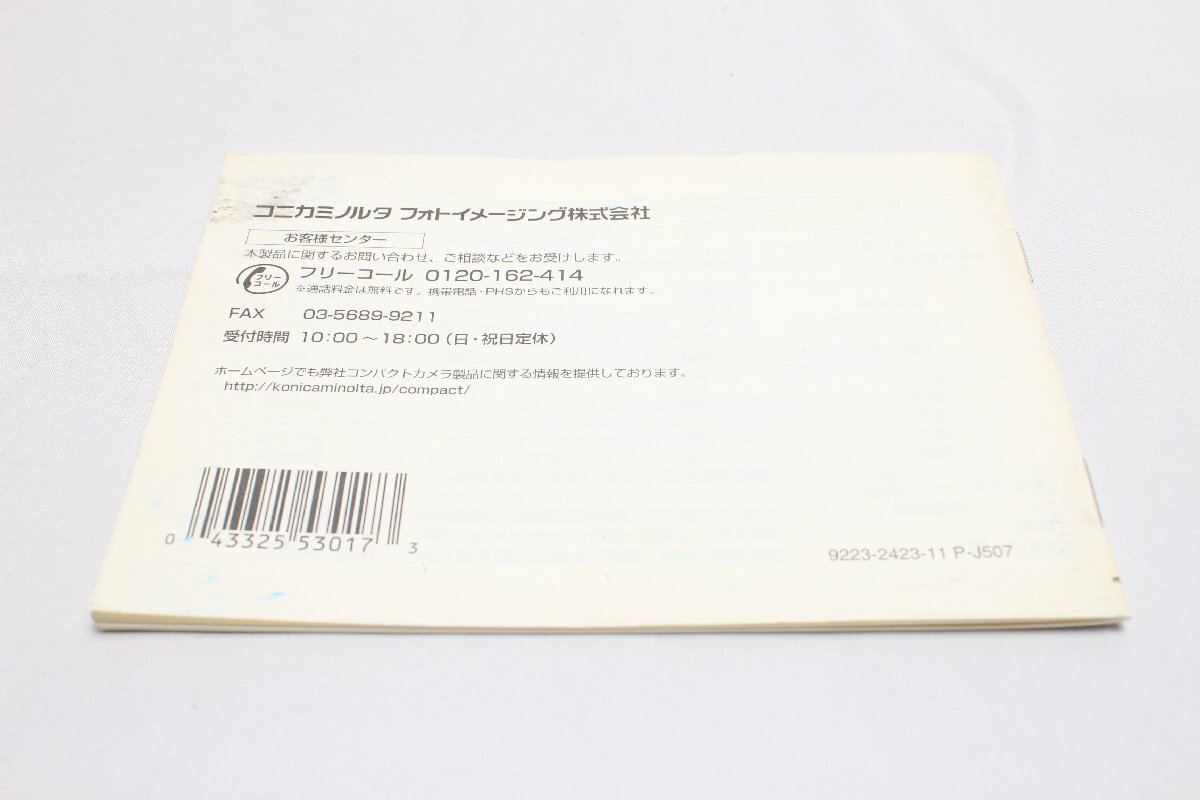 コニカミノルタ フォトイメージング株式会社
お客様センター
本製品に関するお問い合わせ、ご相談などをお受けします。
フリーコール
フリーコール 0120-162-414
※通話料金は無料です。携帯電話・PHSからもご利用になれます。
FAX 03-5689-9211
受付時間 10:00～18:00（日・祝日定休）
ホームページでも弊社コンパクトカメラ製品に関する情報を提供しております。
http://konicaminolta.jp/compact/
0 43325 53017 3
9223-2423-11 P-J507